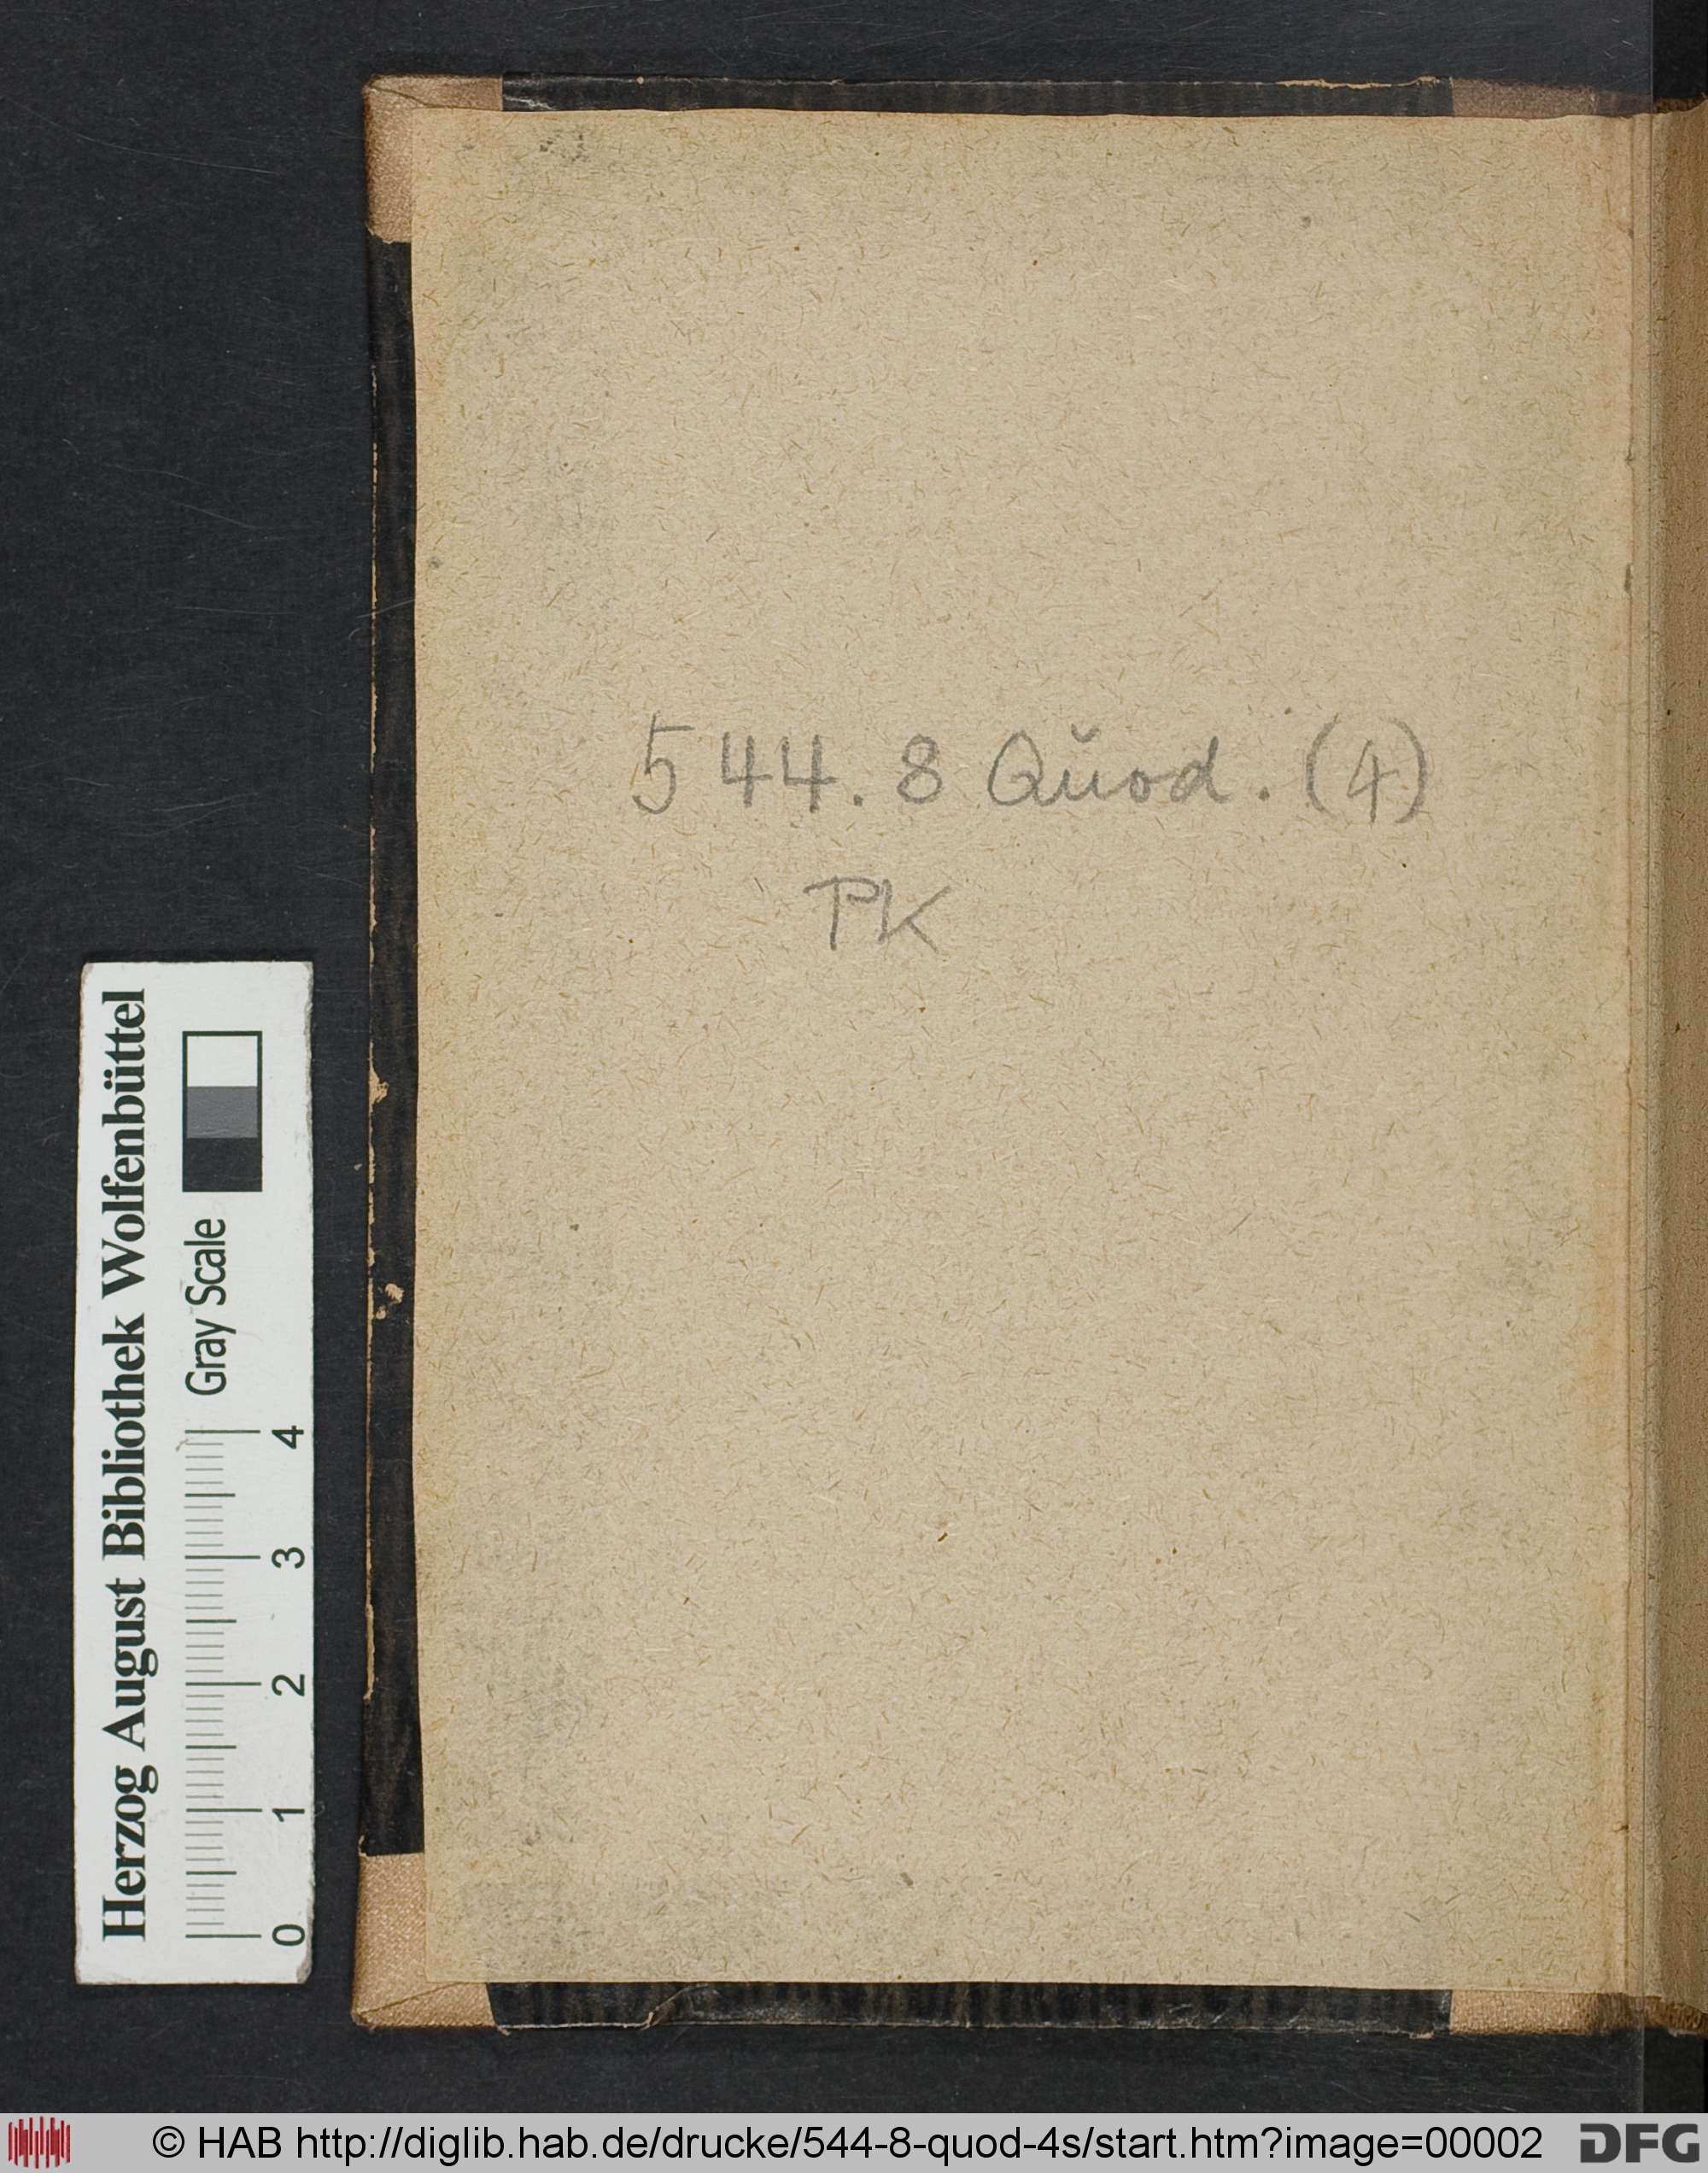 544.8 Quŏd. (4)
PK
Herzog August Bibliothek Wolfenbüttel
Gray Scale
0 1 2 3 4
© HAB http://diglib.hab.de/drucke/544-8-quod-4s/start.htm?image=00002
DFG